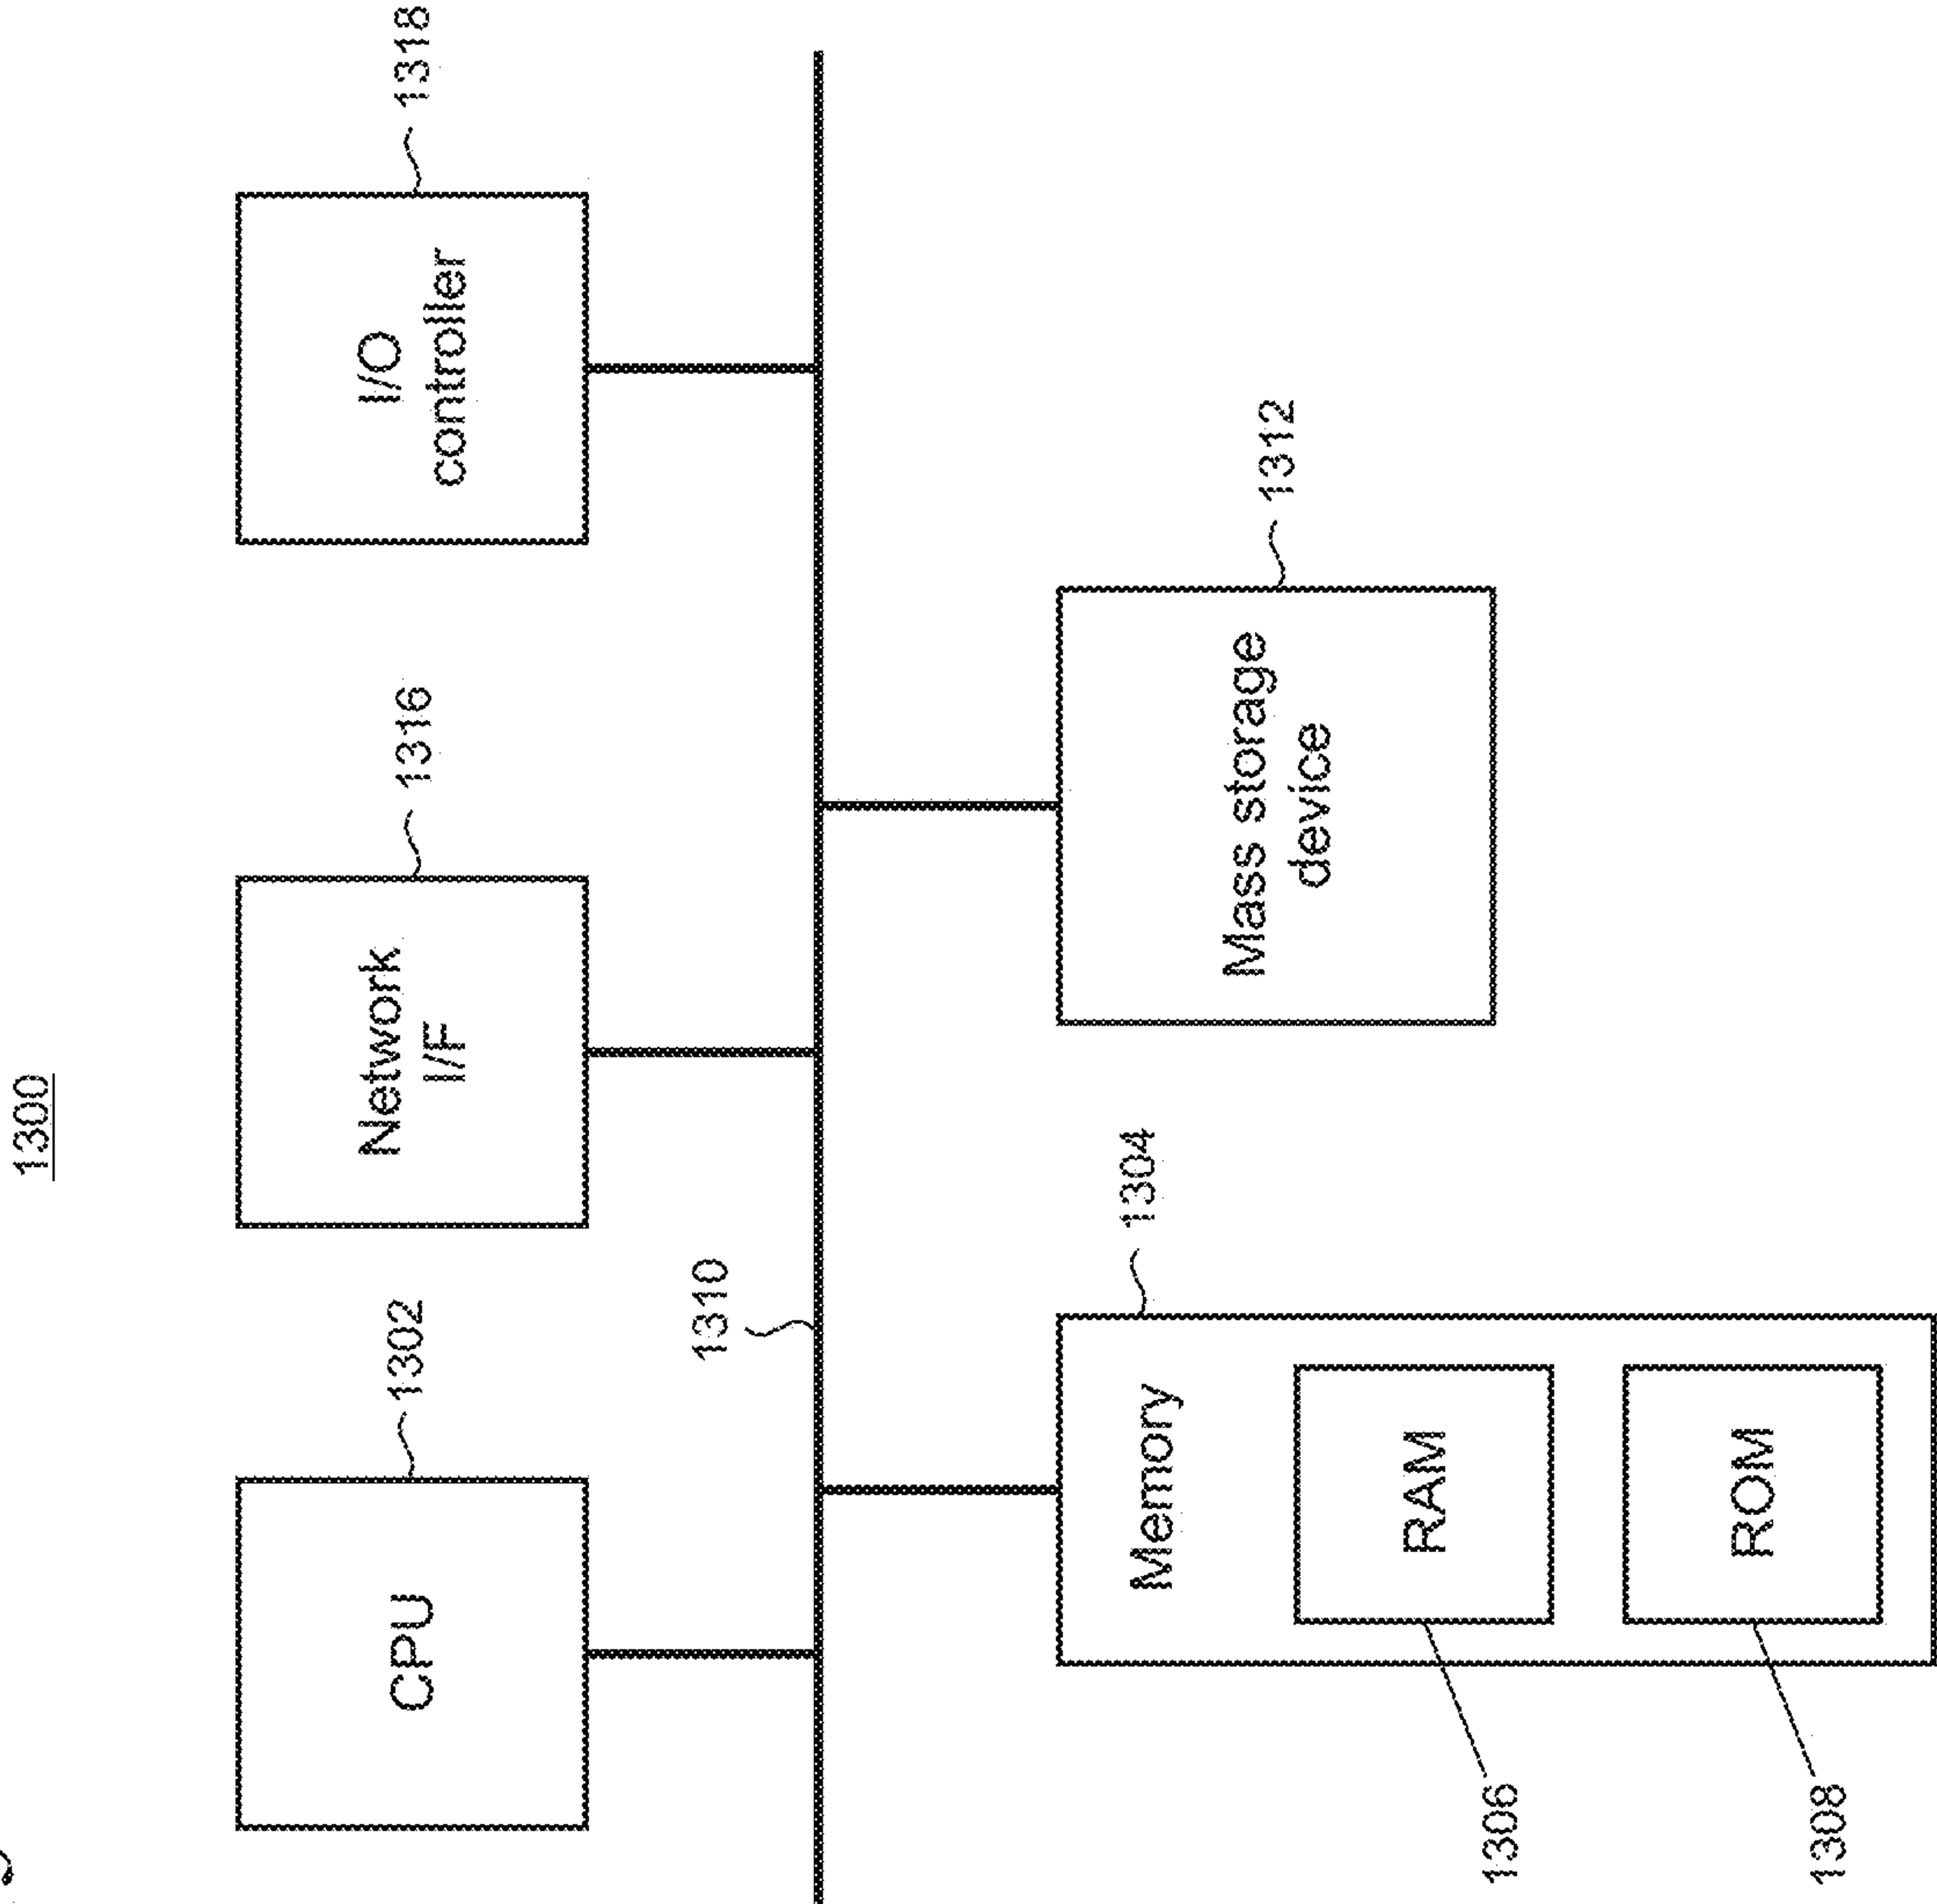 1300
CPU
1302
Network
I/F
1316
I/O
controller
1318
1310
Memory
1304
RAM
1306
ROM
1308
Mass storage
device
1312